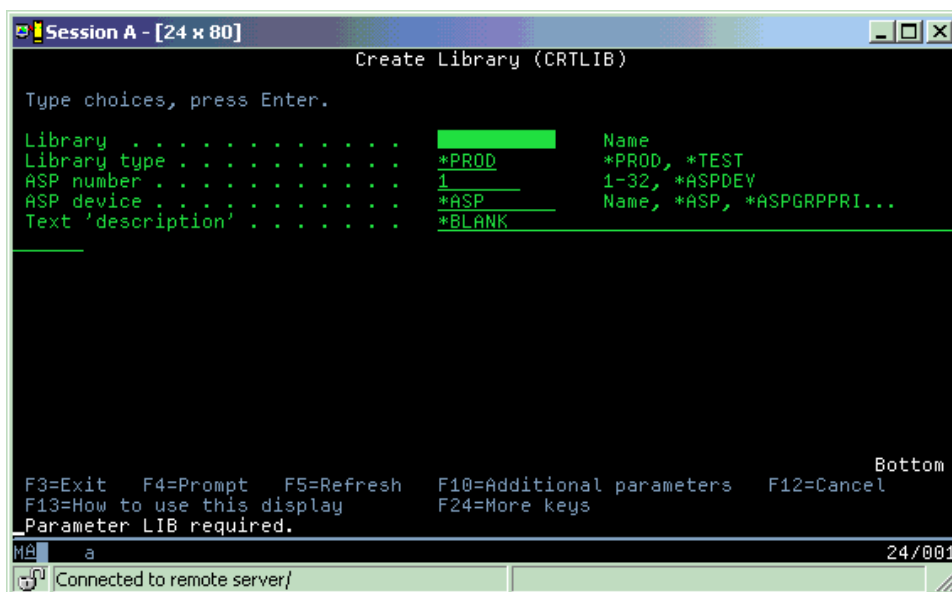 Session A - [24 x 80]
Create Library (CRTLIB)
Type choices, press Enter.
Library . . . . . . . . . . . . Name
Library type . . . . . . . . . . *PROD *PROD, *TEST
ASP number . . . . . . . . . . . 1 1-32, *ASPDEV
ASP device . . . . . . . . . . . *ASP Name, *ASP, *ASPGRPPRI...
Text 'description' . . . . . . . *BLANK
Bottom
F3=Exit F4=Prompt F5=Refresh F10=Additional parameters F12=Cancel
F13=How to use this display F24=More keys
Parameter LIB required.
MA a 24/001
Connected to remote server/